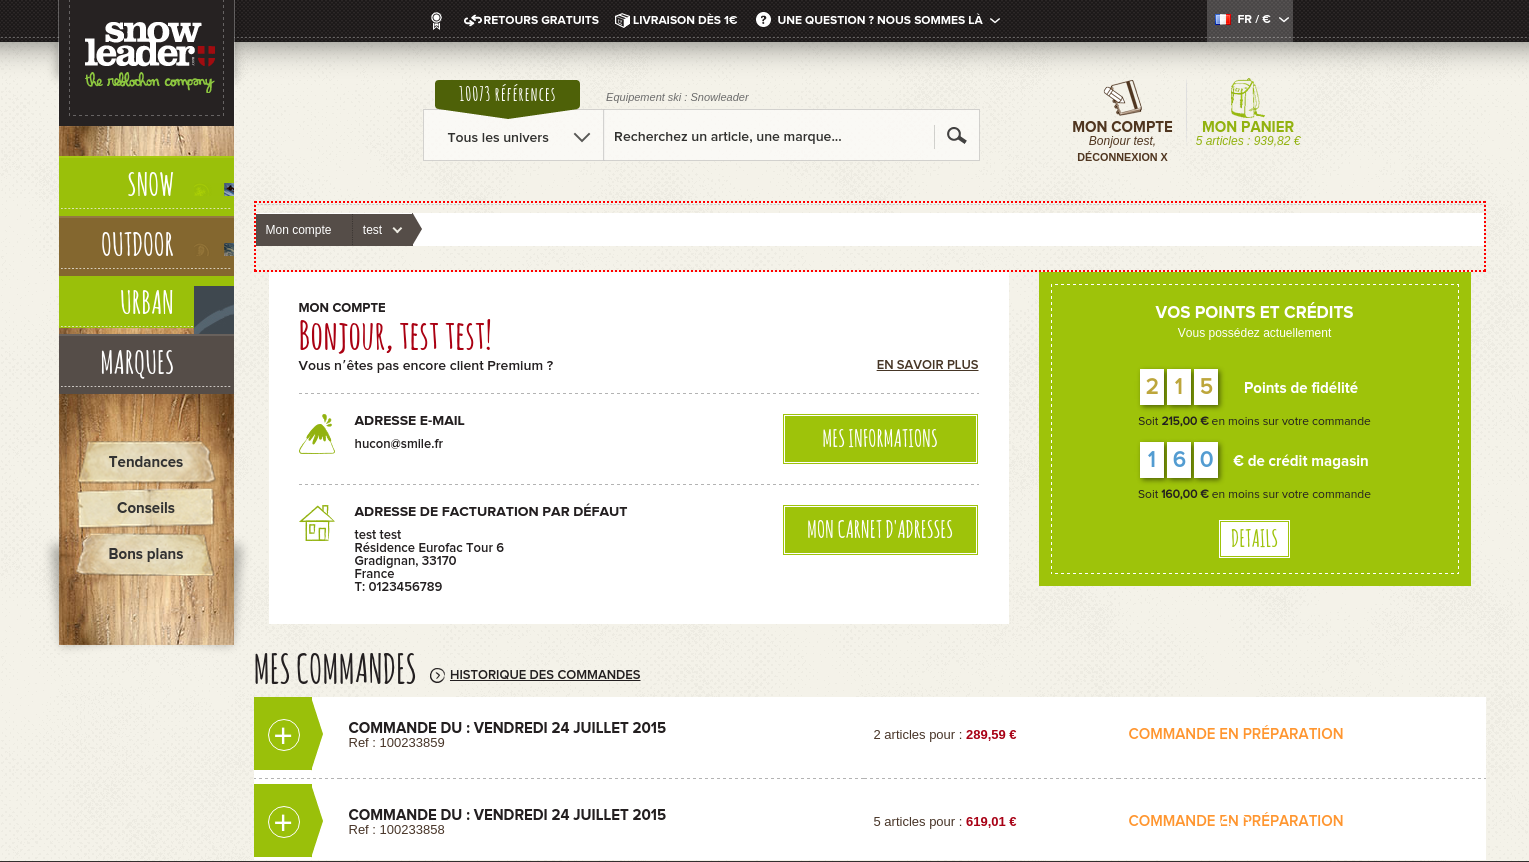 snow
leader
the reblochon company
RETOURS GRATUITS
LIVRAISON DÈS 1€
UNE QUESTION ? NOUS SOMMES LÀ
FR / €
10073 RÉFÉRENCES
Equipement ski : Snowleader
Tous les univers
Recherchez un article, une marque...
MON COMPTE
Bonjour test,
DÉCONNEXION X
MON PANIER
5 articles : 939,82 €
SNOW
OUTDOOR
URBAN
MARQUES
Tendances
Conseils
Bons plans
Mon compte
test
MON COMPTE
BONJOUR, TEST TEST!
Vous n'êtes pas encore client Premium ?
EN SAVOIR PLUS
ADRESSE E-MAIL
hucon@smile.fr
MES INFORMATIONS
ADRESSE DE FACTURATION PAR DÉFAUT
test test
Résidence Eurofac Tour 6
Gradignan, 33170
France
T: 0123456789
MON CARNET D'ADRESSES
VOS POINTS ET CRÉDITS
Vous possédez actuellement
2 1 5 Points de fidélité
Soit 215,00 € en moins sur votre commande
1 6 0 € de crédit magasin
Soit 160,00 € en moins sur votre commande
DETAILS
MES COMMANDES
HISTORIQUE DES COMMANDES
COMMANDE DU : VENDREDI 24 JUILLET 2015
Ref : 100233859
2 articles pour : 289,59 €
COMMANDE EN PRÉPARATION
COMMANDE DU : VENDREDI 24 JUILLET 2015
Ref : 100233858
5 articles pour : 619,01 €
COMMANDE EN PRÉPARATION